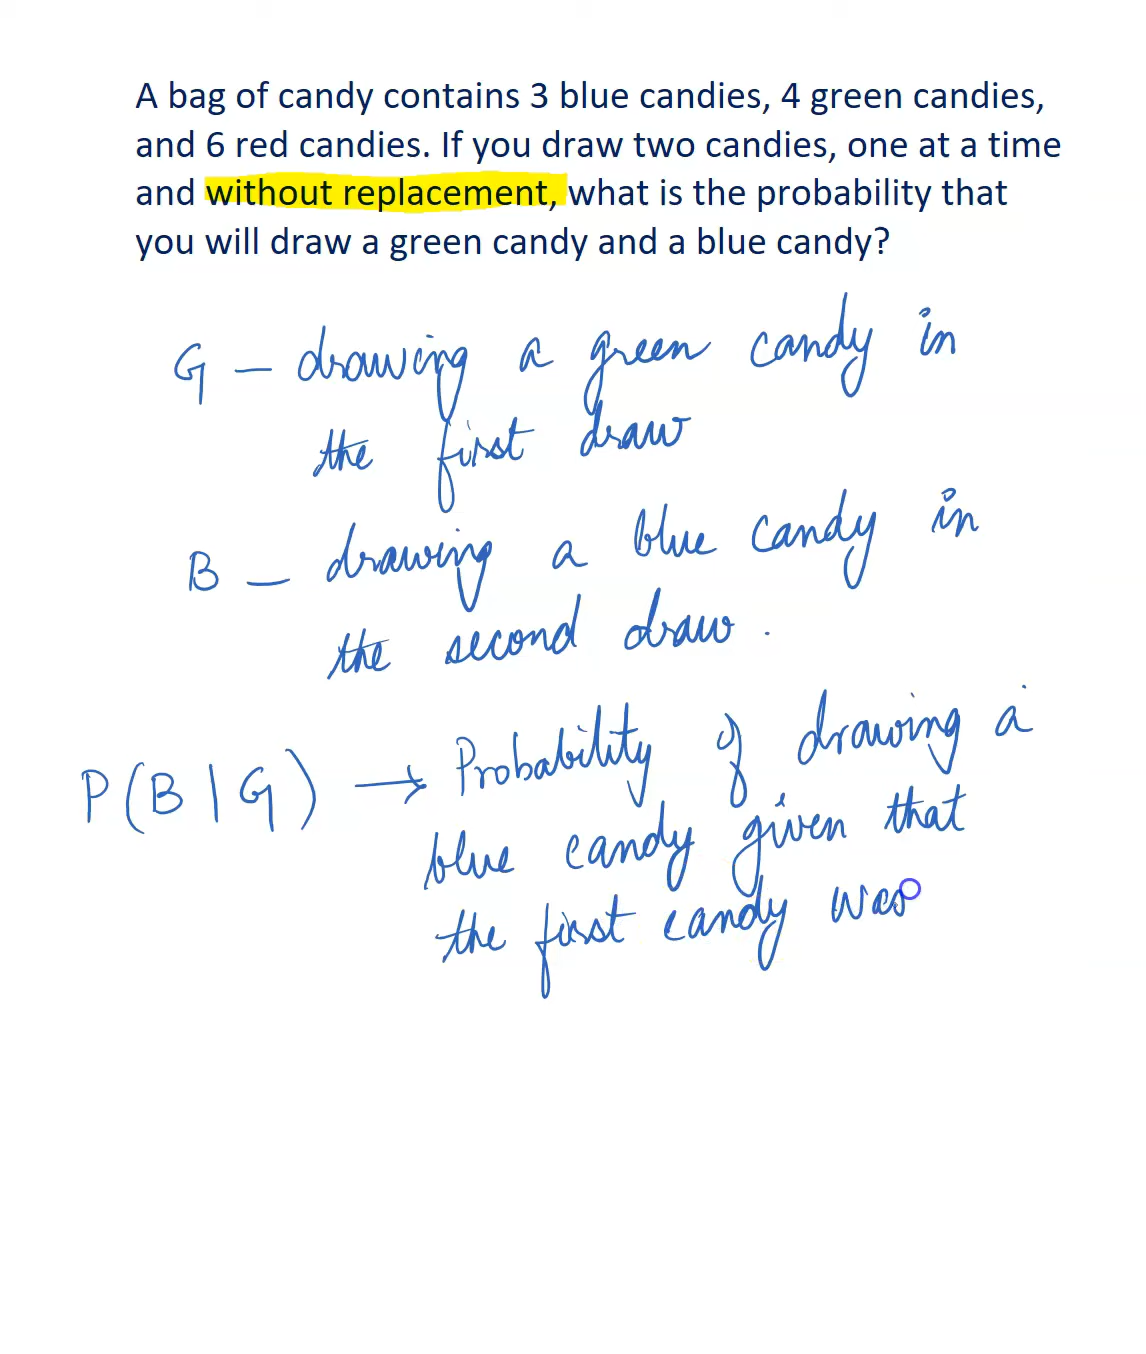 A bag of candy contains 3 blue candies, 4 green candies,
and 6 red candies. If you draw two candies, one at a time
and without replacement, what is the probability that
you will draw a green candy and a blue candy?
G – drawing a green candy in
the first draw
B – drawing a blue candy in
the second draw.
P(B|G) → Probability of drawing a
blue candy given that
the first candy was